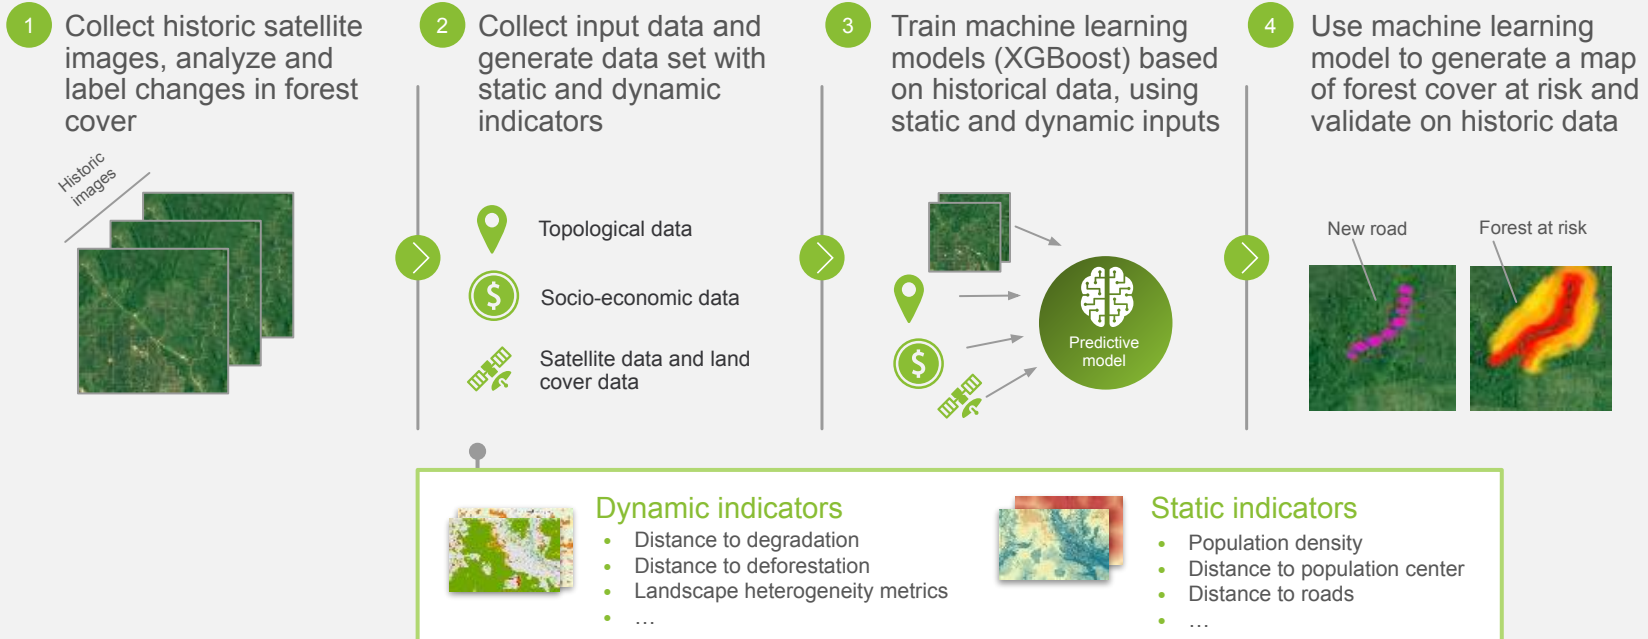 1
Collect historic satellite
images, analyze and
label changes in forest
cover
Historic
images
2
Collect input data and
generate data set with
static and dynamic
indicators
Topological data
$
Socio-economic data
Satellite data and land
cover data
3
Train machine learning
models (XGBoost) based
on historical data, using
static and dynamic inputs
$
Predictive
model
4
Use machine learning
model to generate a map
of forest cover at risk and
validate on historic data
New road
Forest at risk
Dynamic indicators
• Distance to degradation
• Distance to deforestation
• Landscape heterogeneity metrics
• …
Static indicators
• Population density
• Distance to population center
• Distance to roads
• …